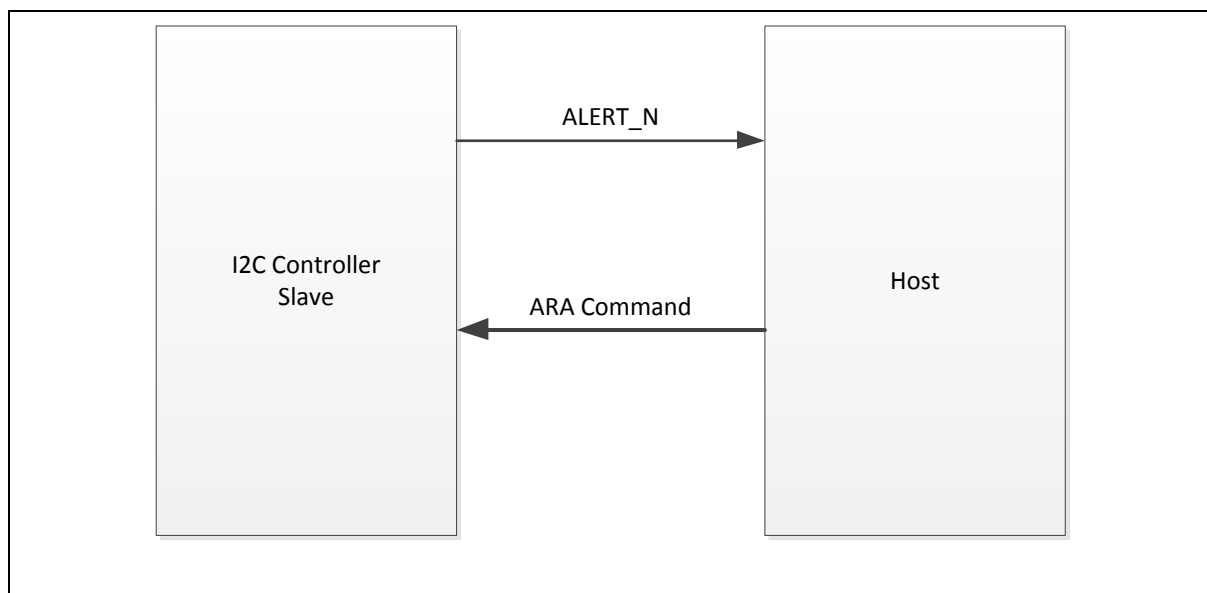 ALERT_N
I2C Controller
Slave
Host
ARA Command